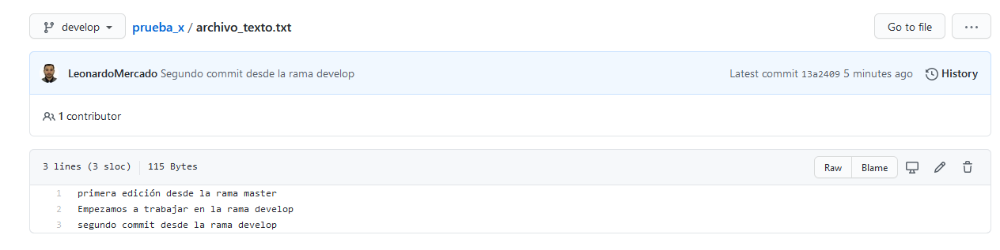 develop prueba_x / archivo_texto.txt Go to file ...
LeonardoMercado Segundo commit desde la rama develop Latest commit 13a2409 5 minutes ago History
1 contributor
3 lines (3 sloc) 115 Bytes Raw Blame
1 primera edición desde la rama master
2 Empezamos a trabajar en la rama develop
3 segundo commit desde la rama develop